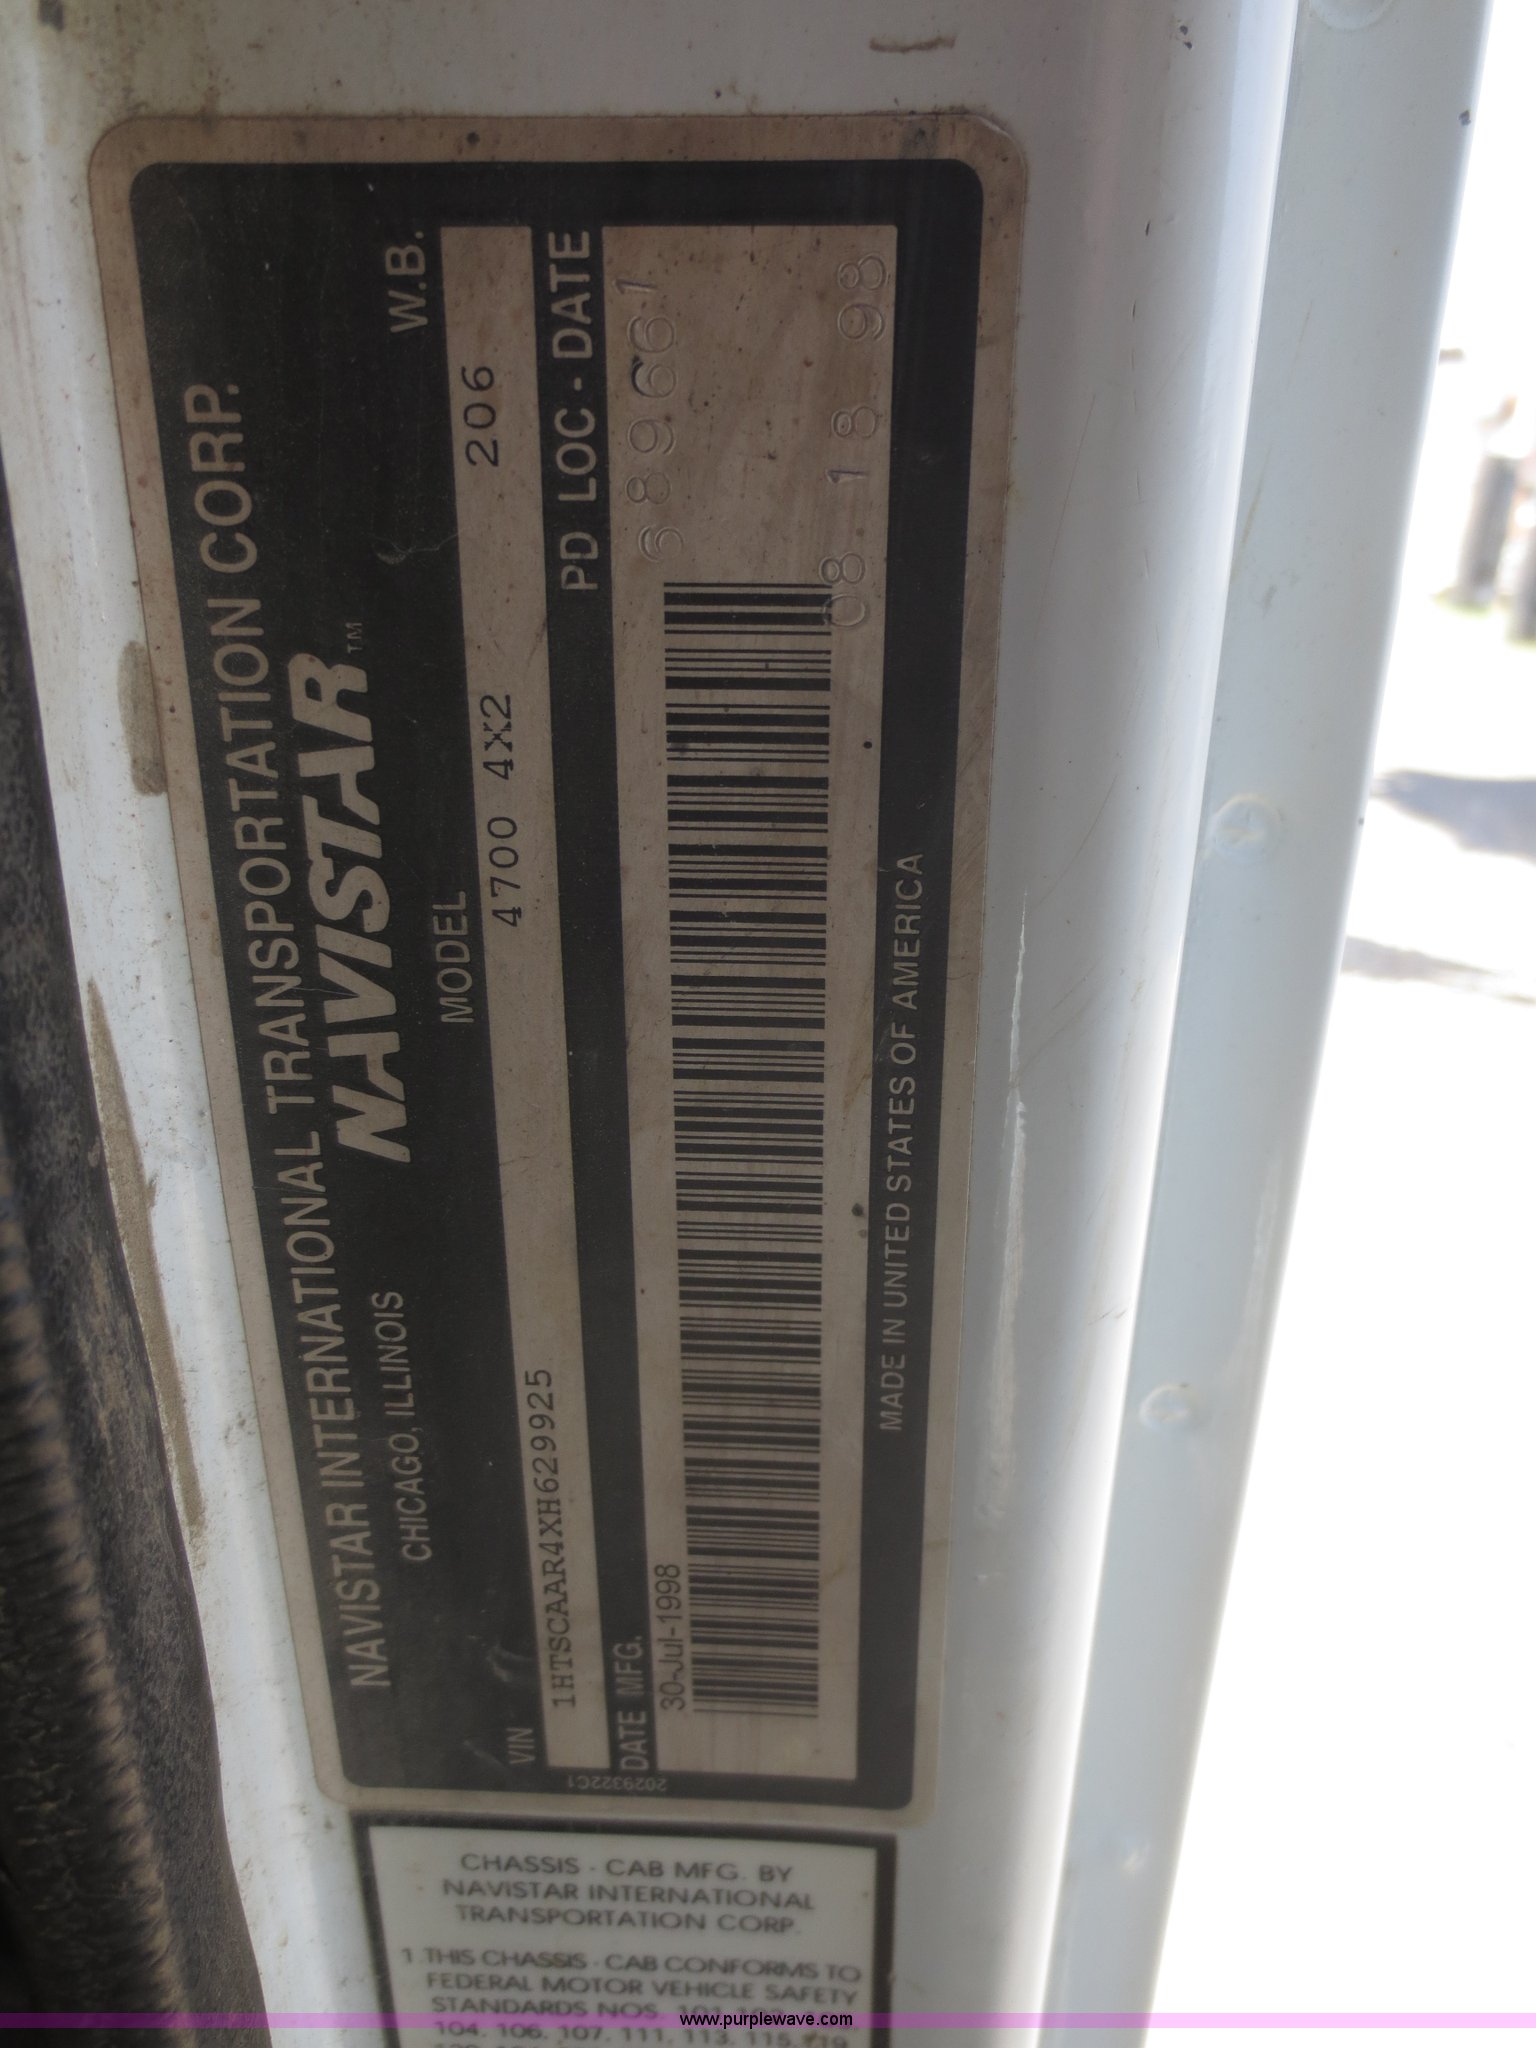 NAVISTAR INTERNATIONAL TRANSPORTATION CORP.
CHICAGO, ILLINOIS
NAVISTAR™
VIN
MODEL
W.B.
1HTSCAAR4XH629925
4700 4X2
206
DATE MFG.
PD LOC - DATE
30-Jul-1998
689661
08 18 98
MADE IN UNITED STATES OF AMERICA
2029322C1
CHASSIS - CAB MFG. BY
NAVISTAR INTERNATIONAL
TRANSPORTATION CORP.
1 THIS CHASSIS - CAB CONFORMS TO
FEDERAL MOTOR VEHICLE SAFETY
STANDARDS NOS. 101,
104, 106, 107, 111, 113, 115,
www.purplewave.com